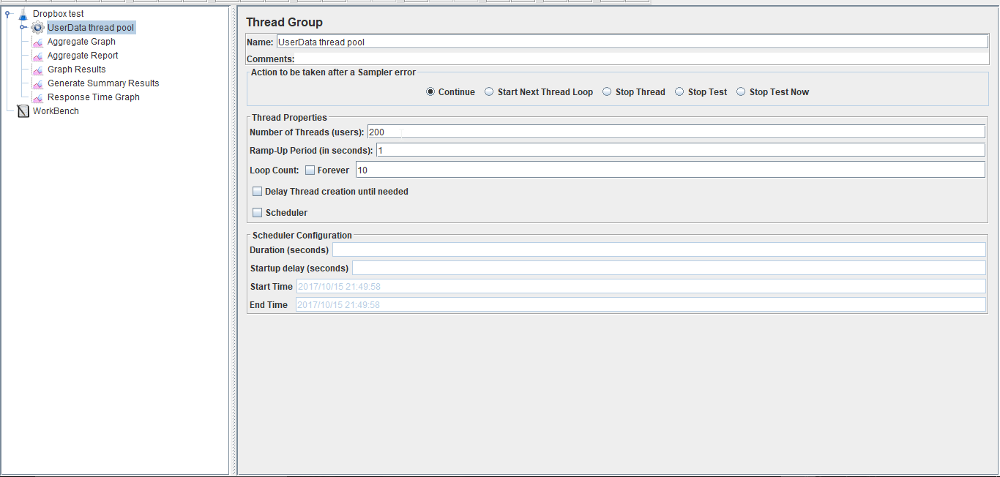 Dropbox test
UserData thread pool
Aggregate Graph
Aggregate Report
Graph Results
Generate Summary Results
Response Time Graph
WorkBench
Thread Group
Name: UserData thread pool
Comments:
Action to be taken after a Sampler error
Continue Start Next Thread Loop Stop Thread Stop Test Stop Test Now
Thread Properties
Number of Threads (users): 200
Ramp-Up Period (in seconds): 1
Loop Count: Forever 10
Delay Thread creation until needed
Scheduler
Scheduler Configuration
Duration (seconds)
Startup delay (seconds)
Start Time 2017/10/15 21:49:58
End Time 2017/10/15 21:49:58